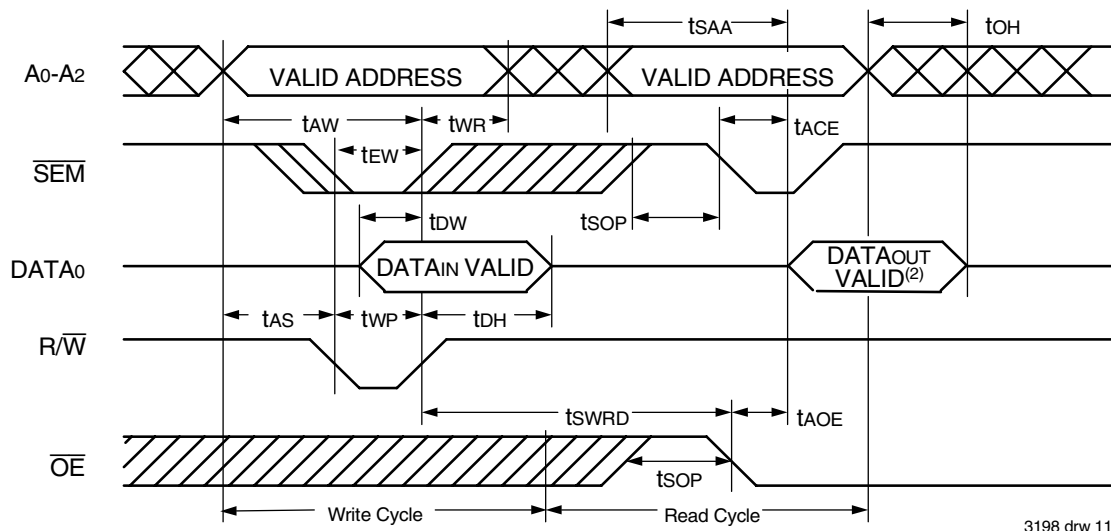 tSAA
tOH
A0-A2
VALID ADDRESS
VALID ADDRESS
tAW
tWR
tACE
tEW
SEM
tDW
tSOP
DATA0
DATAIN VALID
DATAOUT
VALID(2)
tAS
tWP
tDH
R/W
tSWRD
tAOE
OE
tSOP
Write Cycle
Read Cycle
3198 drw 11